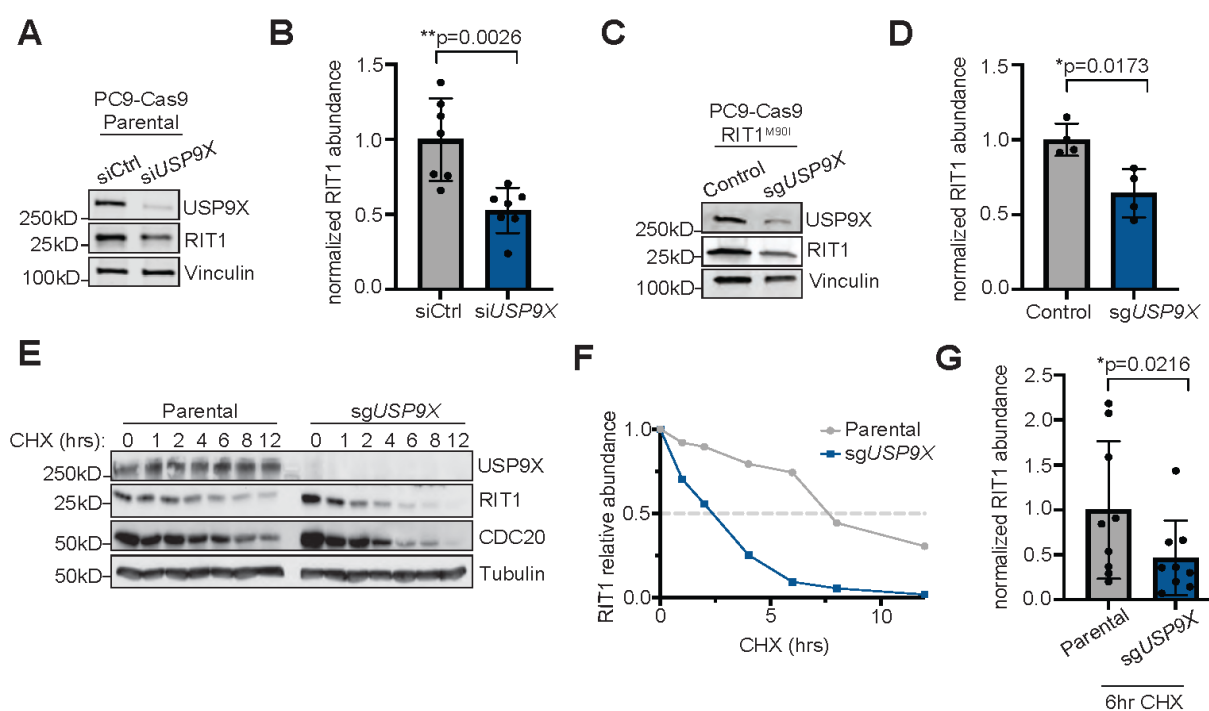 A
PC9-Cas9
Parental
siCtrl
siUSP9X
250kD
USP9X
25kD
RIT1
100kD
Vinculin
B
**p=0.0026
normalized RIT1 abundance
1.5
1.0
0.5
0.0
siCtrl siUSP9X
C
PC9-Cas9
RIT1M90I
Control
sgUSP9X
250kD
USP9X
25kD
RIT1
100kD
Vinculin
D
*p=0.0173
normalized RIT1 abundance
1.5
1.0
0.5
0.0
Control sgUSP9X
E
Parental sgUSP9X
CHX (hrs): 0 1 2 4 6 8 12 0 1 2 4 6 8 12
250kD
USP9X
25kD
RIT1
50kD
CDC20
50kD
Tubulin
F
RIT1 relative abundance
1.0
0.5
0.0
Parental
sgUSP9X
0 5 10
CHX (hrs)
G
*p=0.0216
normalized RIT1 abundance
2.5
2.0
1.5
1.0
0.5
0.0
Parental
sgUSP9X
6hr CHX